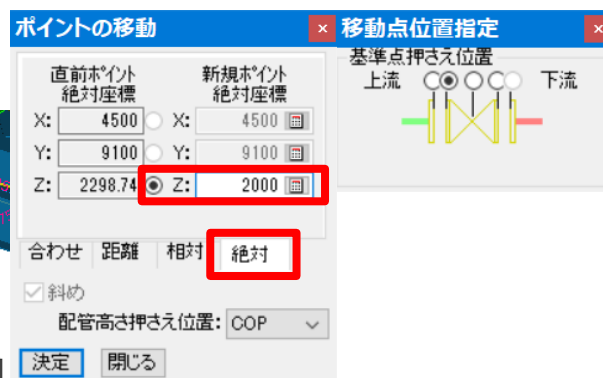 ポイントの移動
直前ポイント 新規ポイント
絶対座標 絶対座標
X: 4500 X: 4500
Y: 9100 Y: 9100
Z: 2298.74 Z: 2000
合わせ 距離 相対 絶対
斜め
配管高さ押さえ位置: COP
決定 閉じる
移動点位置指定
基準点押さえ位置
上流 下流